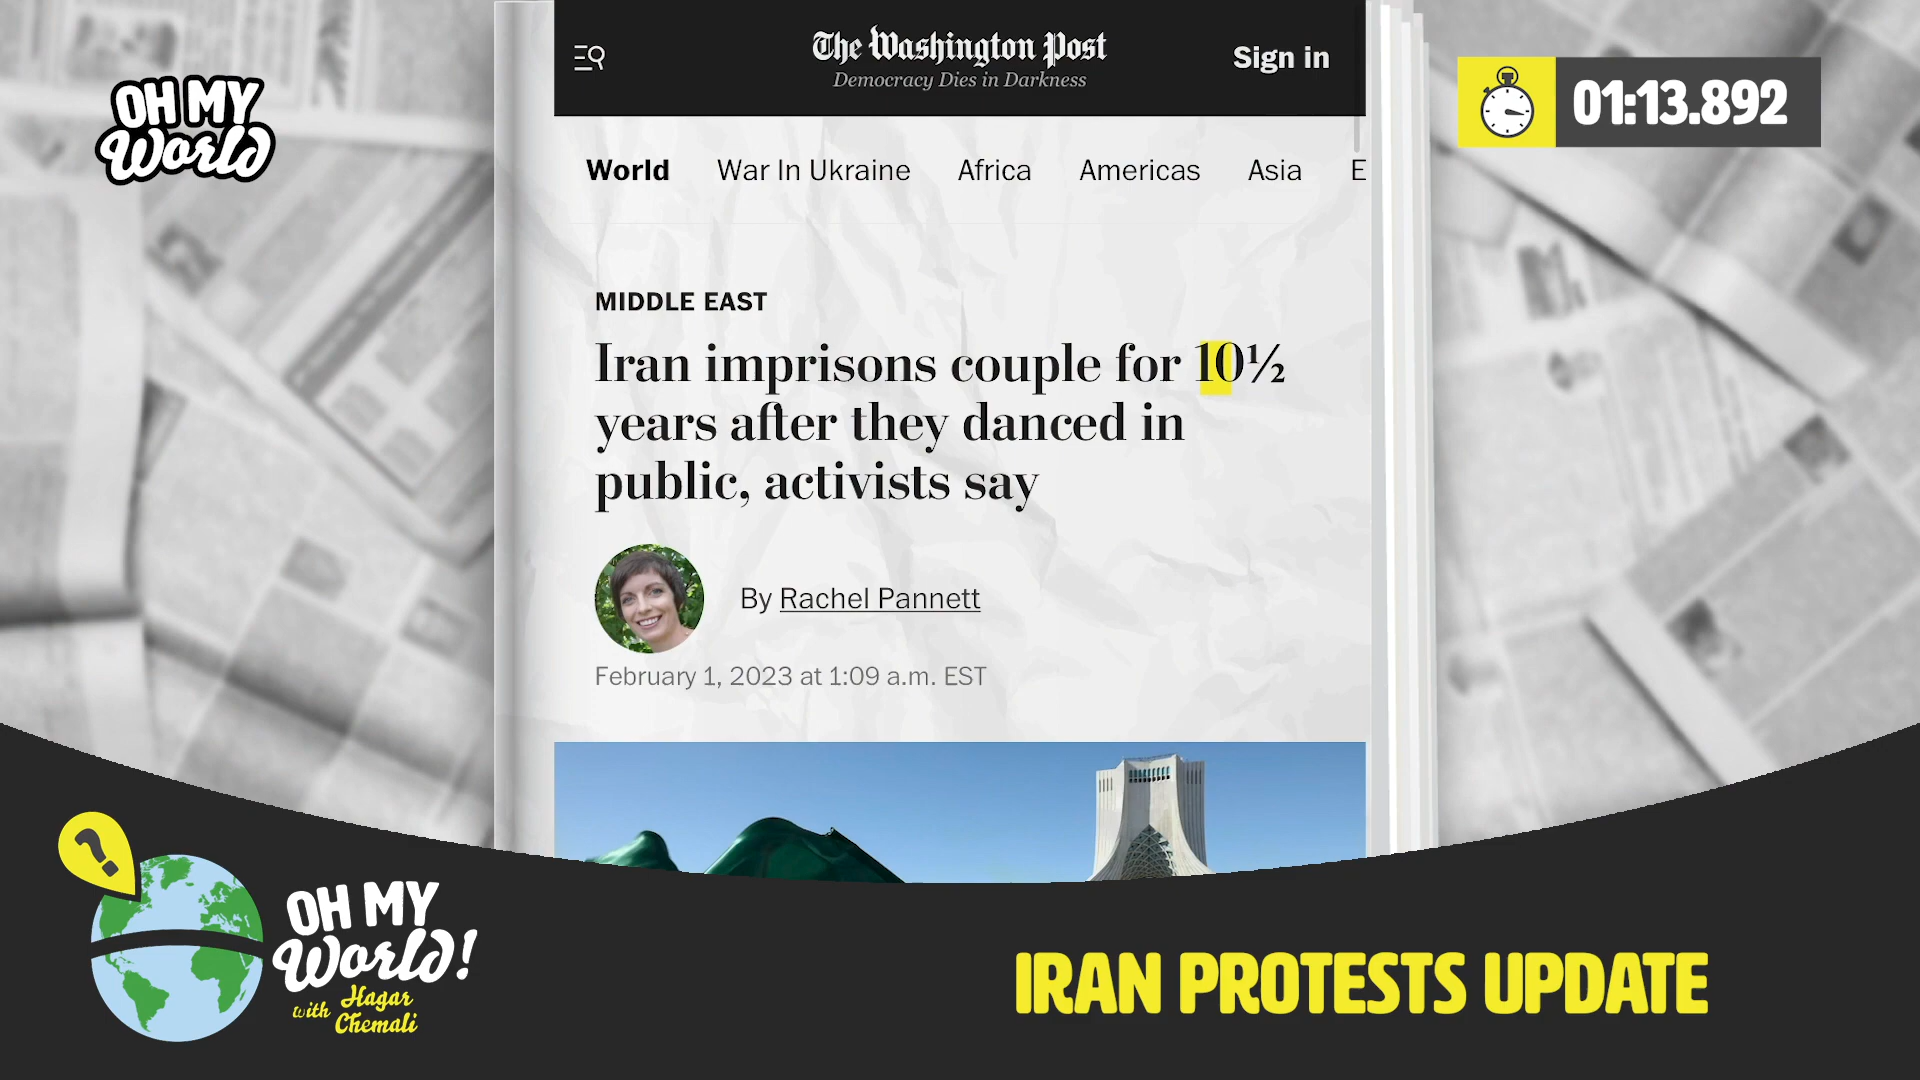 The Washington Post
Democracy Dies in Darkness
Sign in
OH MY
World
01:13.892
World War In Ukraine Africa Americas Asia E
MIDDLE EAST
Iran imprisons couple for 10½
years after they danced in
public, activists say
By Rachel Pannett
February 1, 2023 at 1:09 a.m. EST
?
OH MY
World!
with Hagar
Chemali
IRAN PROTESTS UPDATE